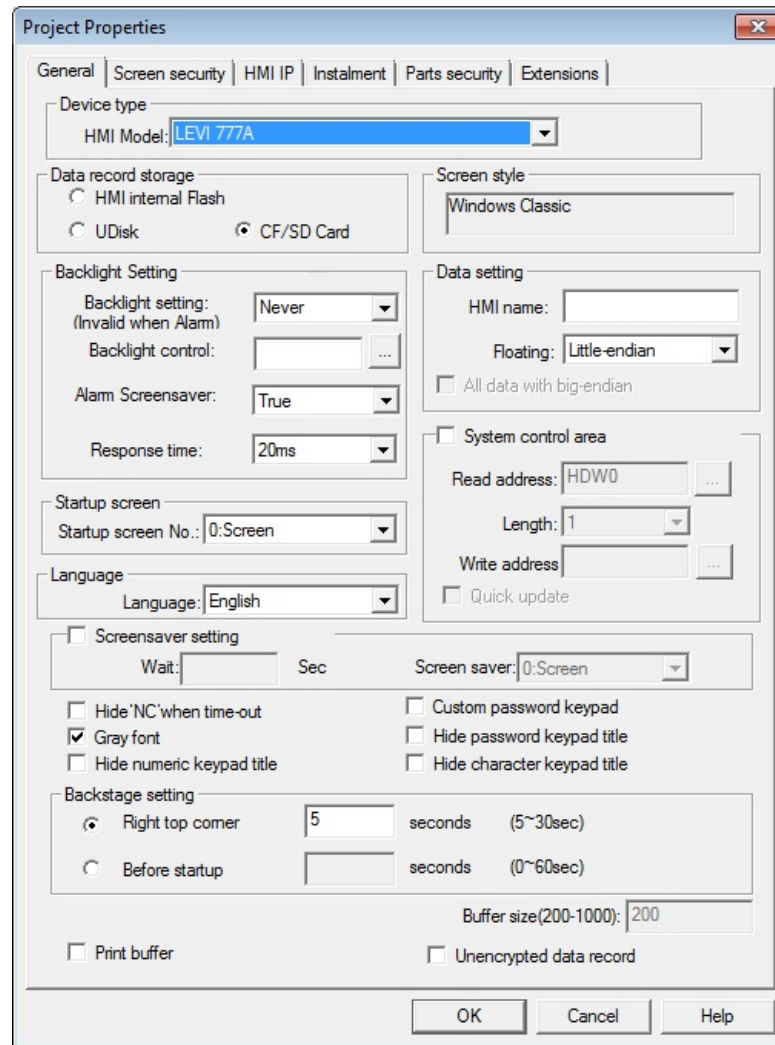 Project Properties
General Screen security HMI IP Instalment Parts security Extensions
Device type
HMI Model: LEVI 777A
Data record storage
HMI internal Flash
UDisk CF/SD Card
Screen style
Windows Classic
Backlight Setting
Backlight setting: Never
(Invalid when Alarm)
Backlight control: ...
Alarm Screensaver: True
Response time: 20ms
Data setting
HMI name:
Floating: Little-endian
All data with big-endian
System control area
Read address: HDW0 ...
Length: 1
Write address ...
Quick update
Startup screen
Startup screen No.: 0:Screen
Language
Language: English
Screensaver setting
Wait: Sec Screen saver: 0:Screen
Hide'NC'when time-out Custom password keypad
Gray font Hide password keypad title
Hide numeric keypad title Hide character keypad title
Backstage setting
Right top corner 5 seconds (5~30sec)
Before startup seconds (0~60sec)
Buffer size(200-1000): 200
Print buffer Unencrypted data record
OK Cancel Help